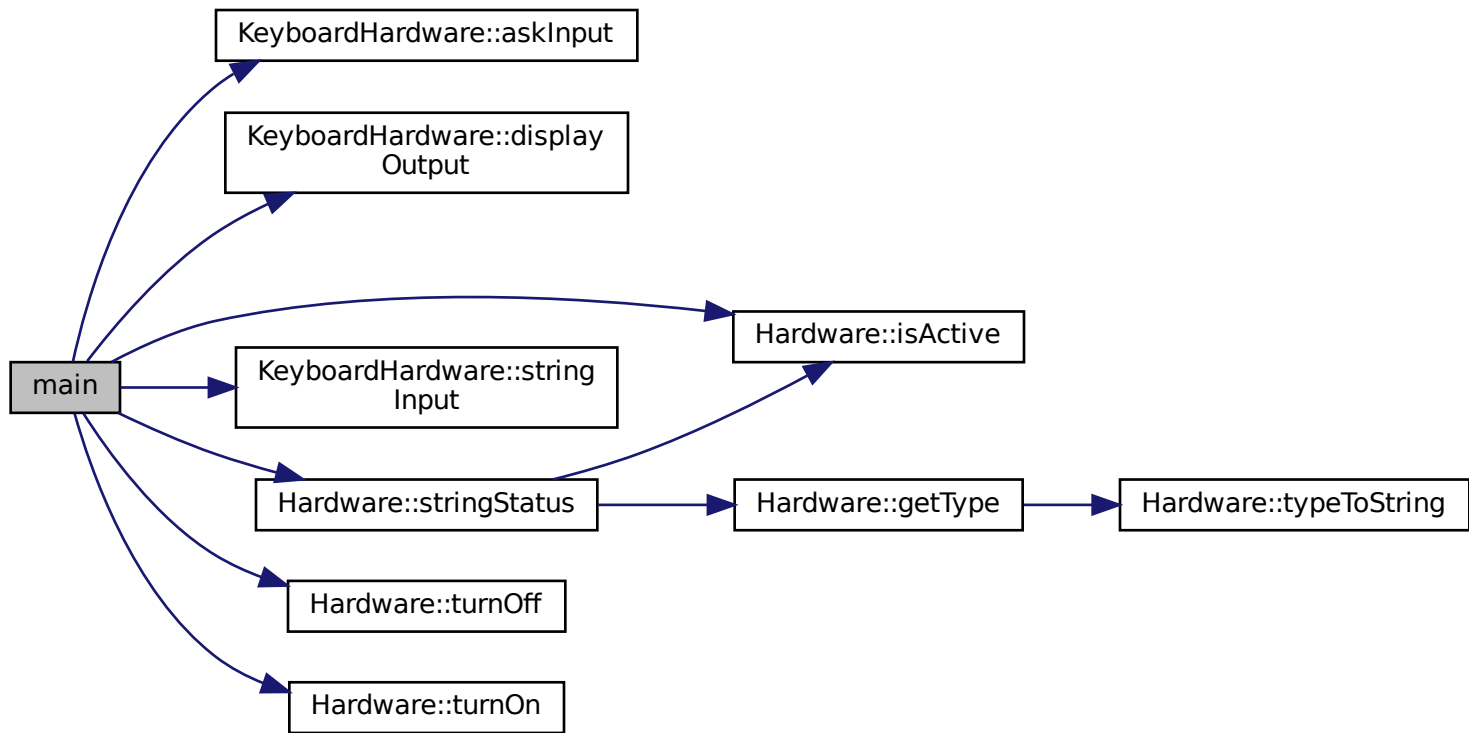 KeyboardHardware::askInput
KeyboardHardware::display
Output
Hardware::isActive
main
KeyboardHardware::string
Input
Hardware::stringStatus
Hardware::getType
Hardware::typeToString
Hardware::turnOff
Hardware::turnOn